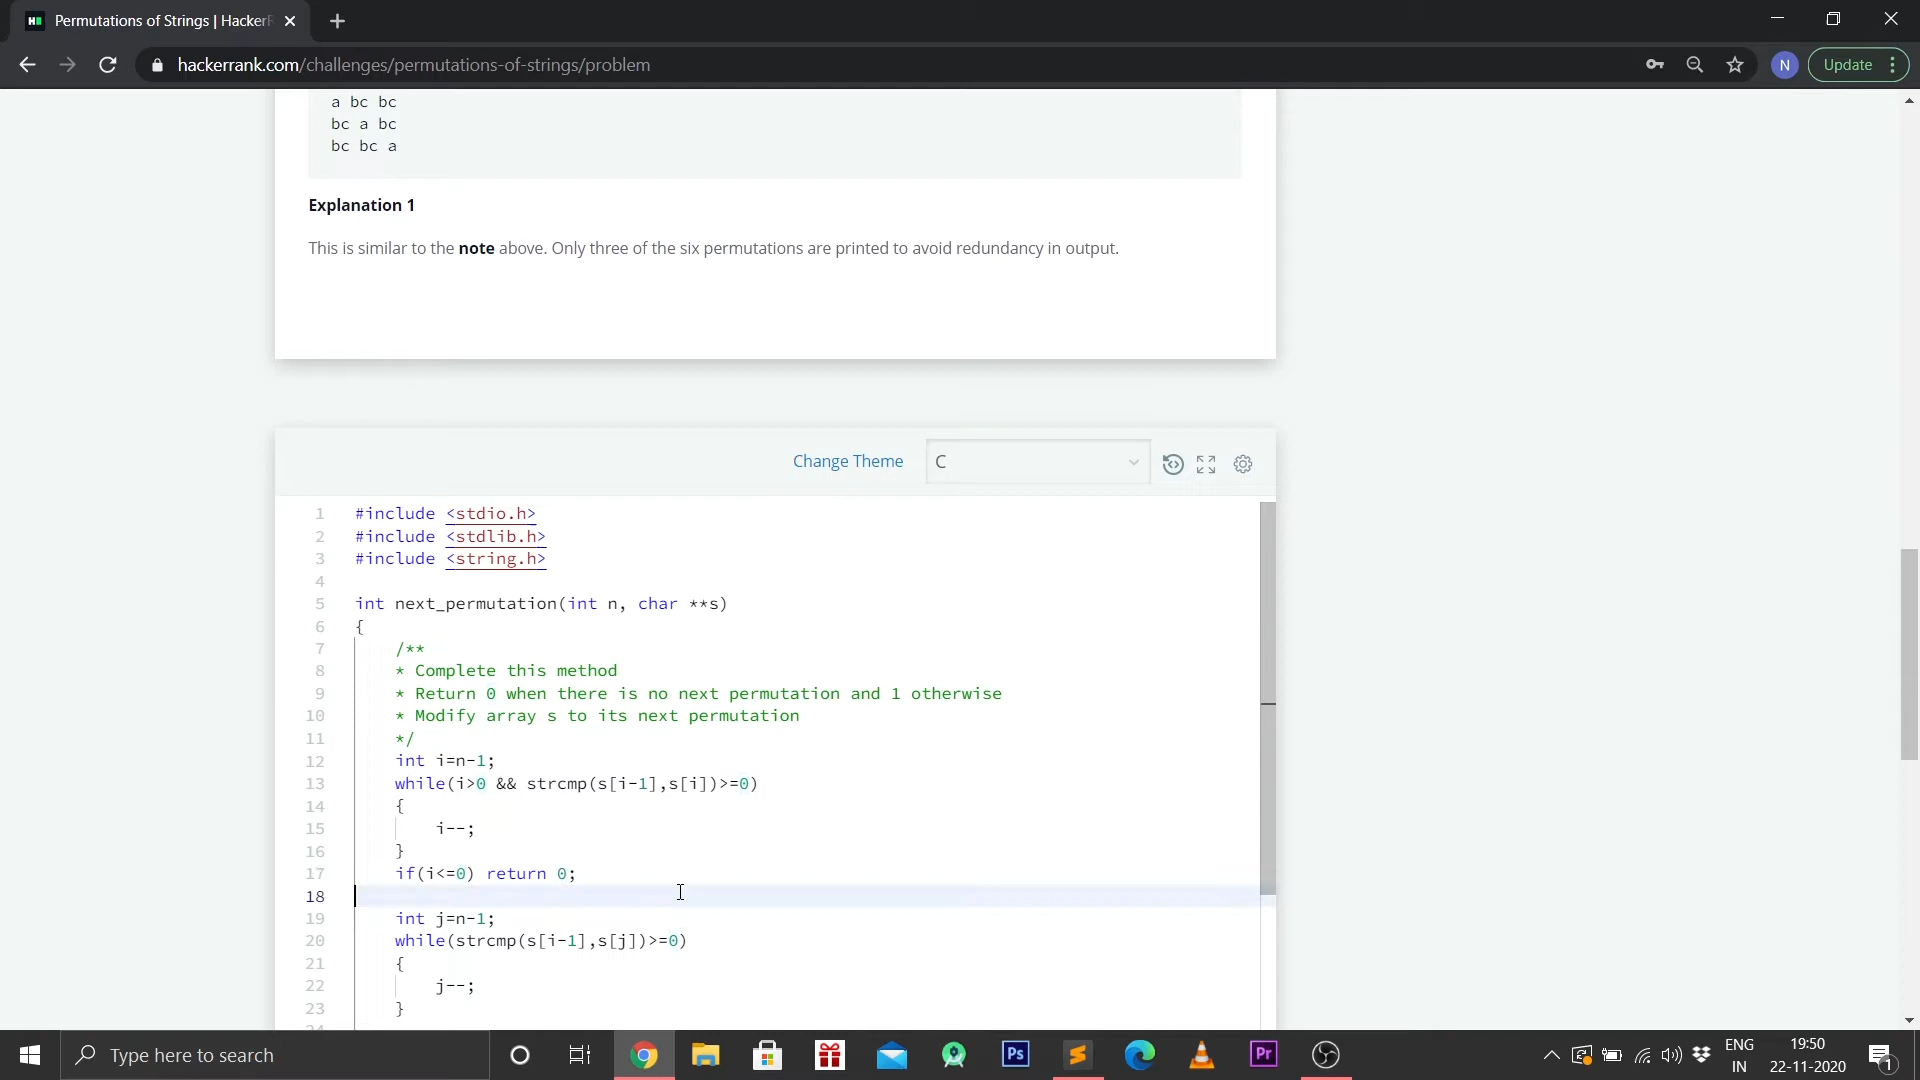 Permutations of Strings | HackerR
hackerrank.com/challenges/permutations-of-strings/problem
N
Update
a bc bc
bc a bc
bc bc a
Explanation 1
This is similar to the note above. Only three of the six permutations are printed to avoid redundancy in output.
Change Theme
C
1 #include <stdio.h>
2 #include <stdlib.h>
3 #include <string.h>
4
5 int next_permutation(int n, char **s)
6 {
7 /**
8 * Complete this method
9 * Return 0 when there is no next permutation and 1 otherwise
10 * Modify array s to its next permutation
11 */
12 int i=n-1;
13 while(i>0 && strcmp(s[i-1],s[i])>=0)
14 {
15 i--;
16 }
17 if(i<=0) return 0;
18
19 int j=n-1;
20 while(strcmp(s[i-1],s[j])>=0)
21 {
22 j--;
23 }
Type here to search
Ps
Pr
ENG
IN
19:50
22-11-2020
1